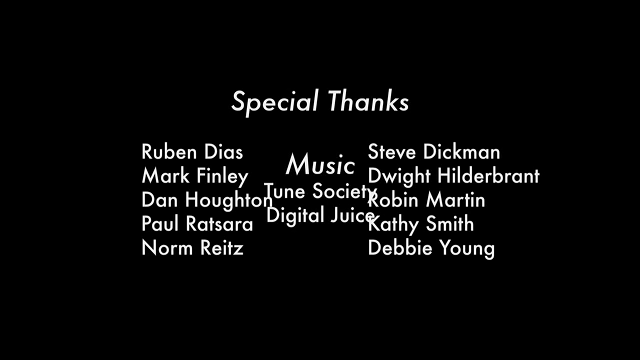 Special Thanks
Ruben Dias
Mark Finley
Dan Houghton
Paul Ratsara
Norm Reitz
Music
Tune Society
Digital Juice
Steve Dickman
Dwight Hilderbrant
Robin Martin
Kathy Smith
Debbie Young